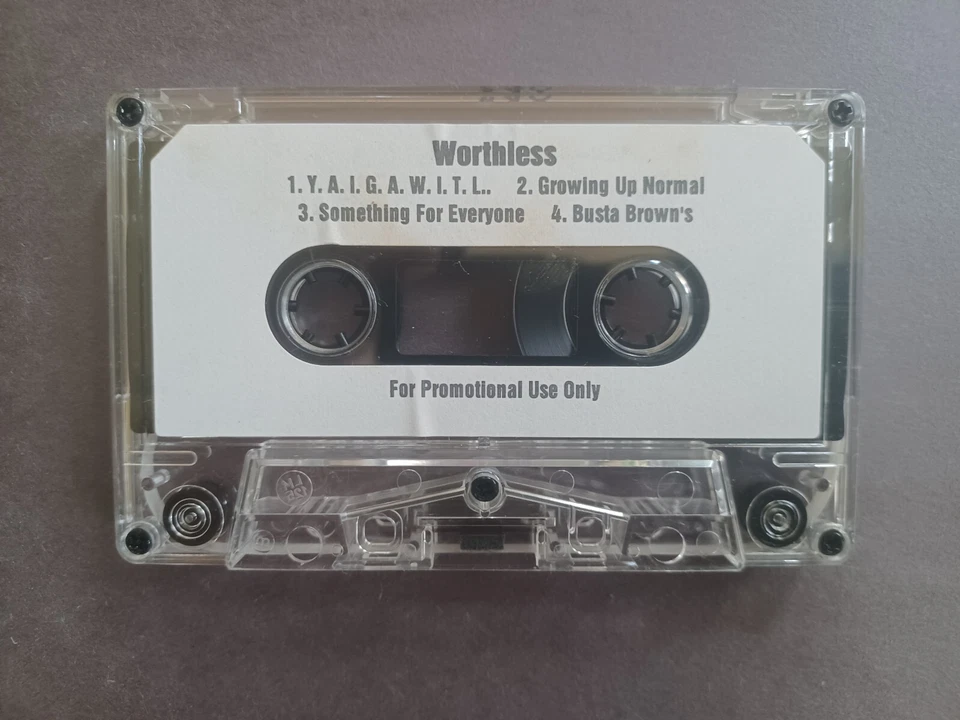 Worthless
1. Y. A. I. G. A. W. I. T. L.. 2. Growing Up Normal
3. Something For Everyone 4. Busta Brown's
For Promotional Use Only